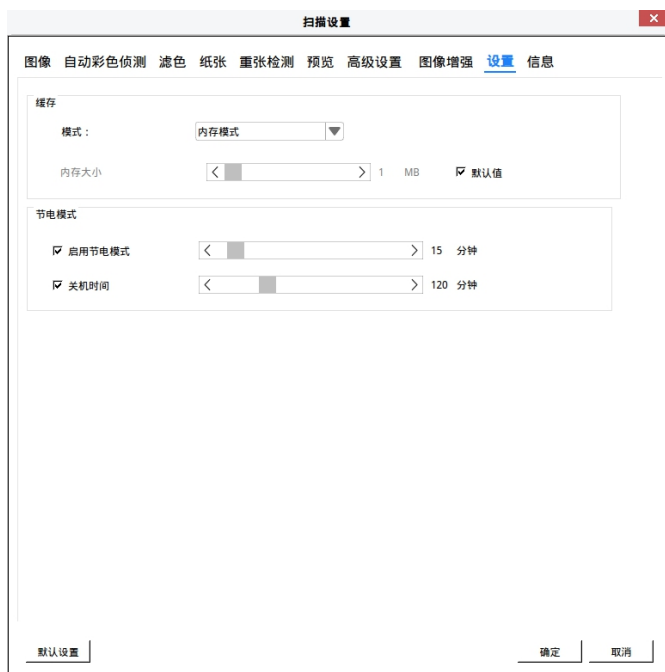 扫描设置
图像 自动彩色侦测 滤色 纸张 重张检测 预览 高级设置 图像增强 设置 信息
缓存
模式： 内存模式
内存大小 1 MB 默认值
节电模式
启用节电模式 15 分钟
关机时间 120 分钟
默认设置 确定 取消